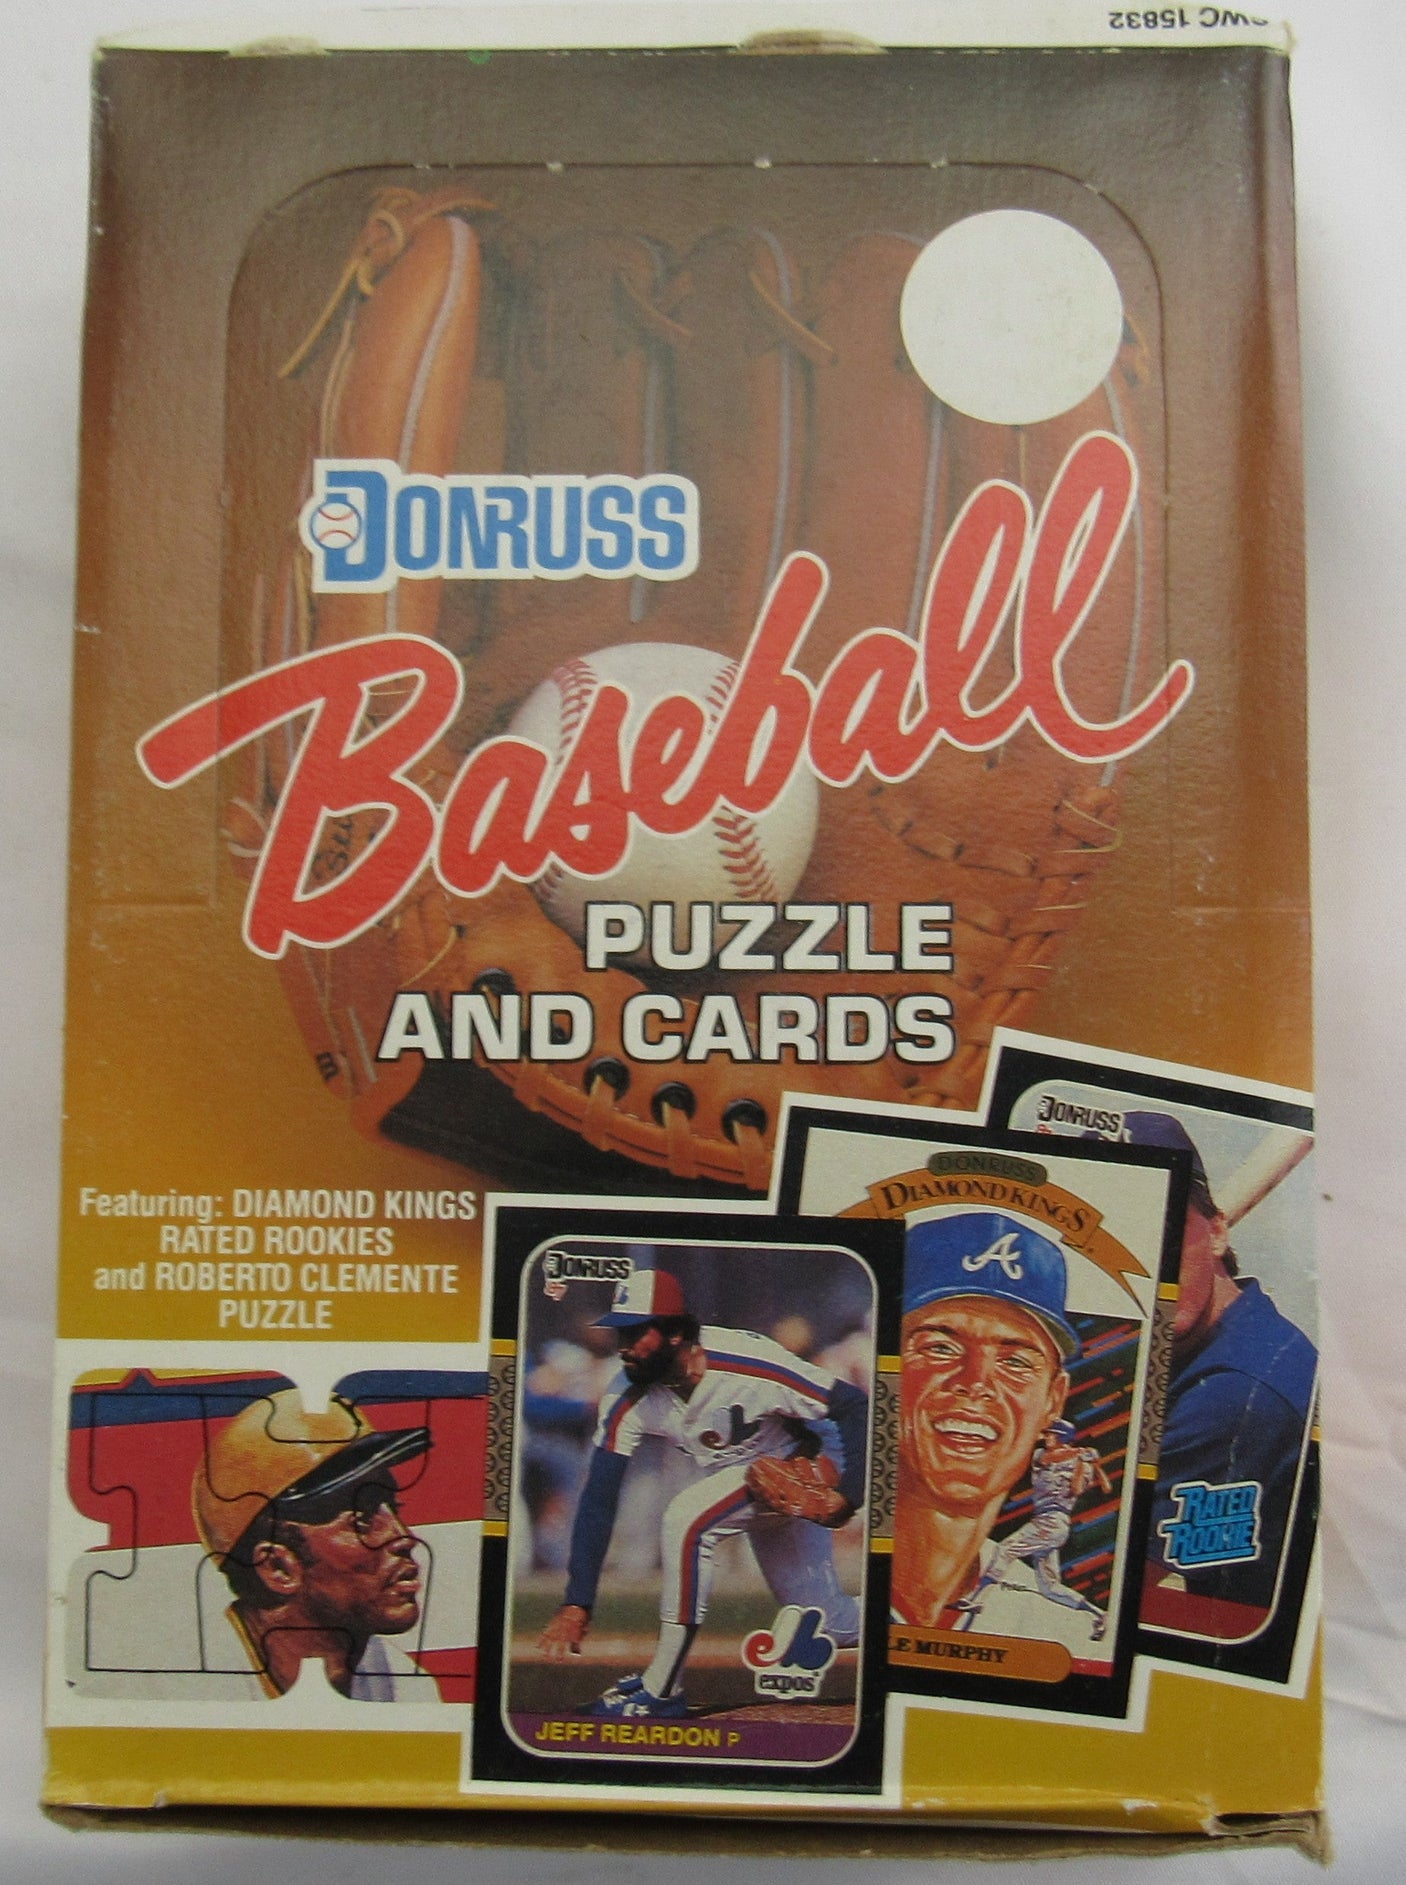 15832
DONRUSS
Baseball
PUZZLE
AND CARDS
Featuring: DIAMOND KINGS
RATED ROOKIES
and ROBERTO CLEMENTE
PUZZLE
DONRUSS
87
expos
JEFF REARDON P
DONRUSS
DIAMOND KINGS
A
LE MURPHY
DONRUSS
RATED
ROOKIE